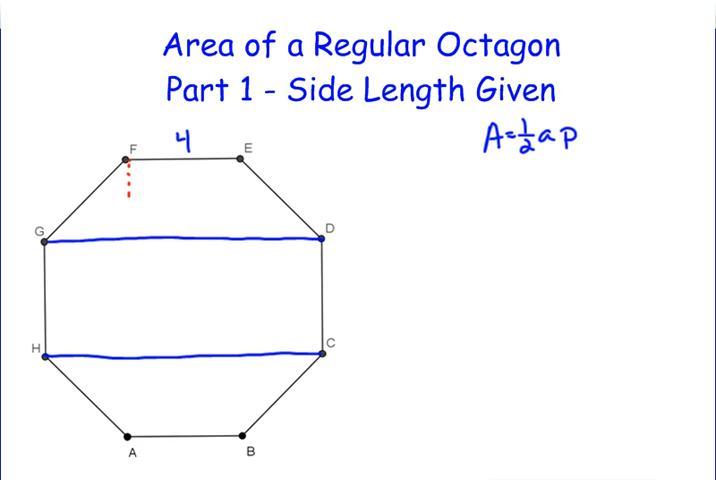 Area of a Regular Octagon
Part 1 - Side Length Given
A=½ap
4
F
E
G
D
H
C
A
B